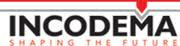 INCODEMA
SHAPING THE FUTURE